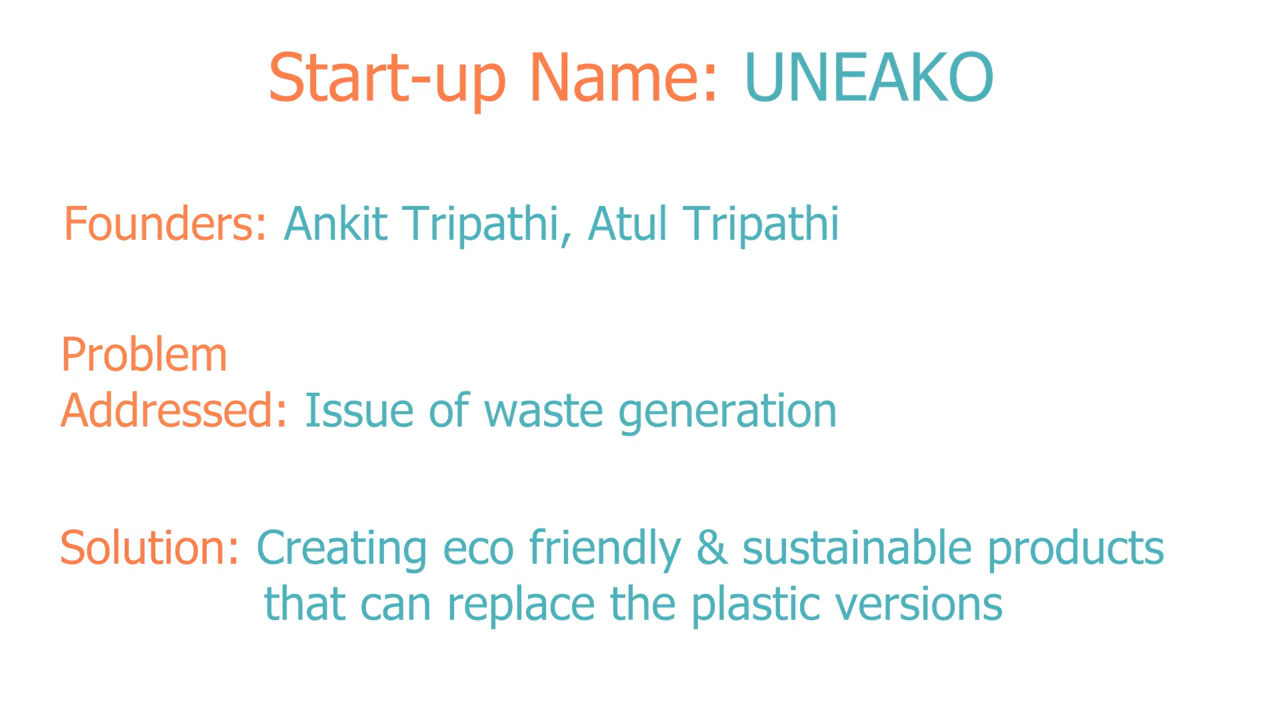 Start-up Name: UNEAKO
Founders: Ankit Tripathi, Atul Tripathi
Problem
Addressed: Issue of waste generation
Solution: Creating eco friendly & sustainable products
that can replace the plastic versions